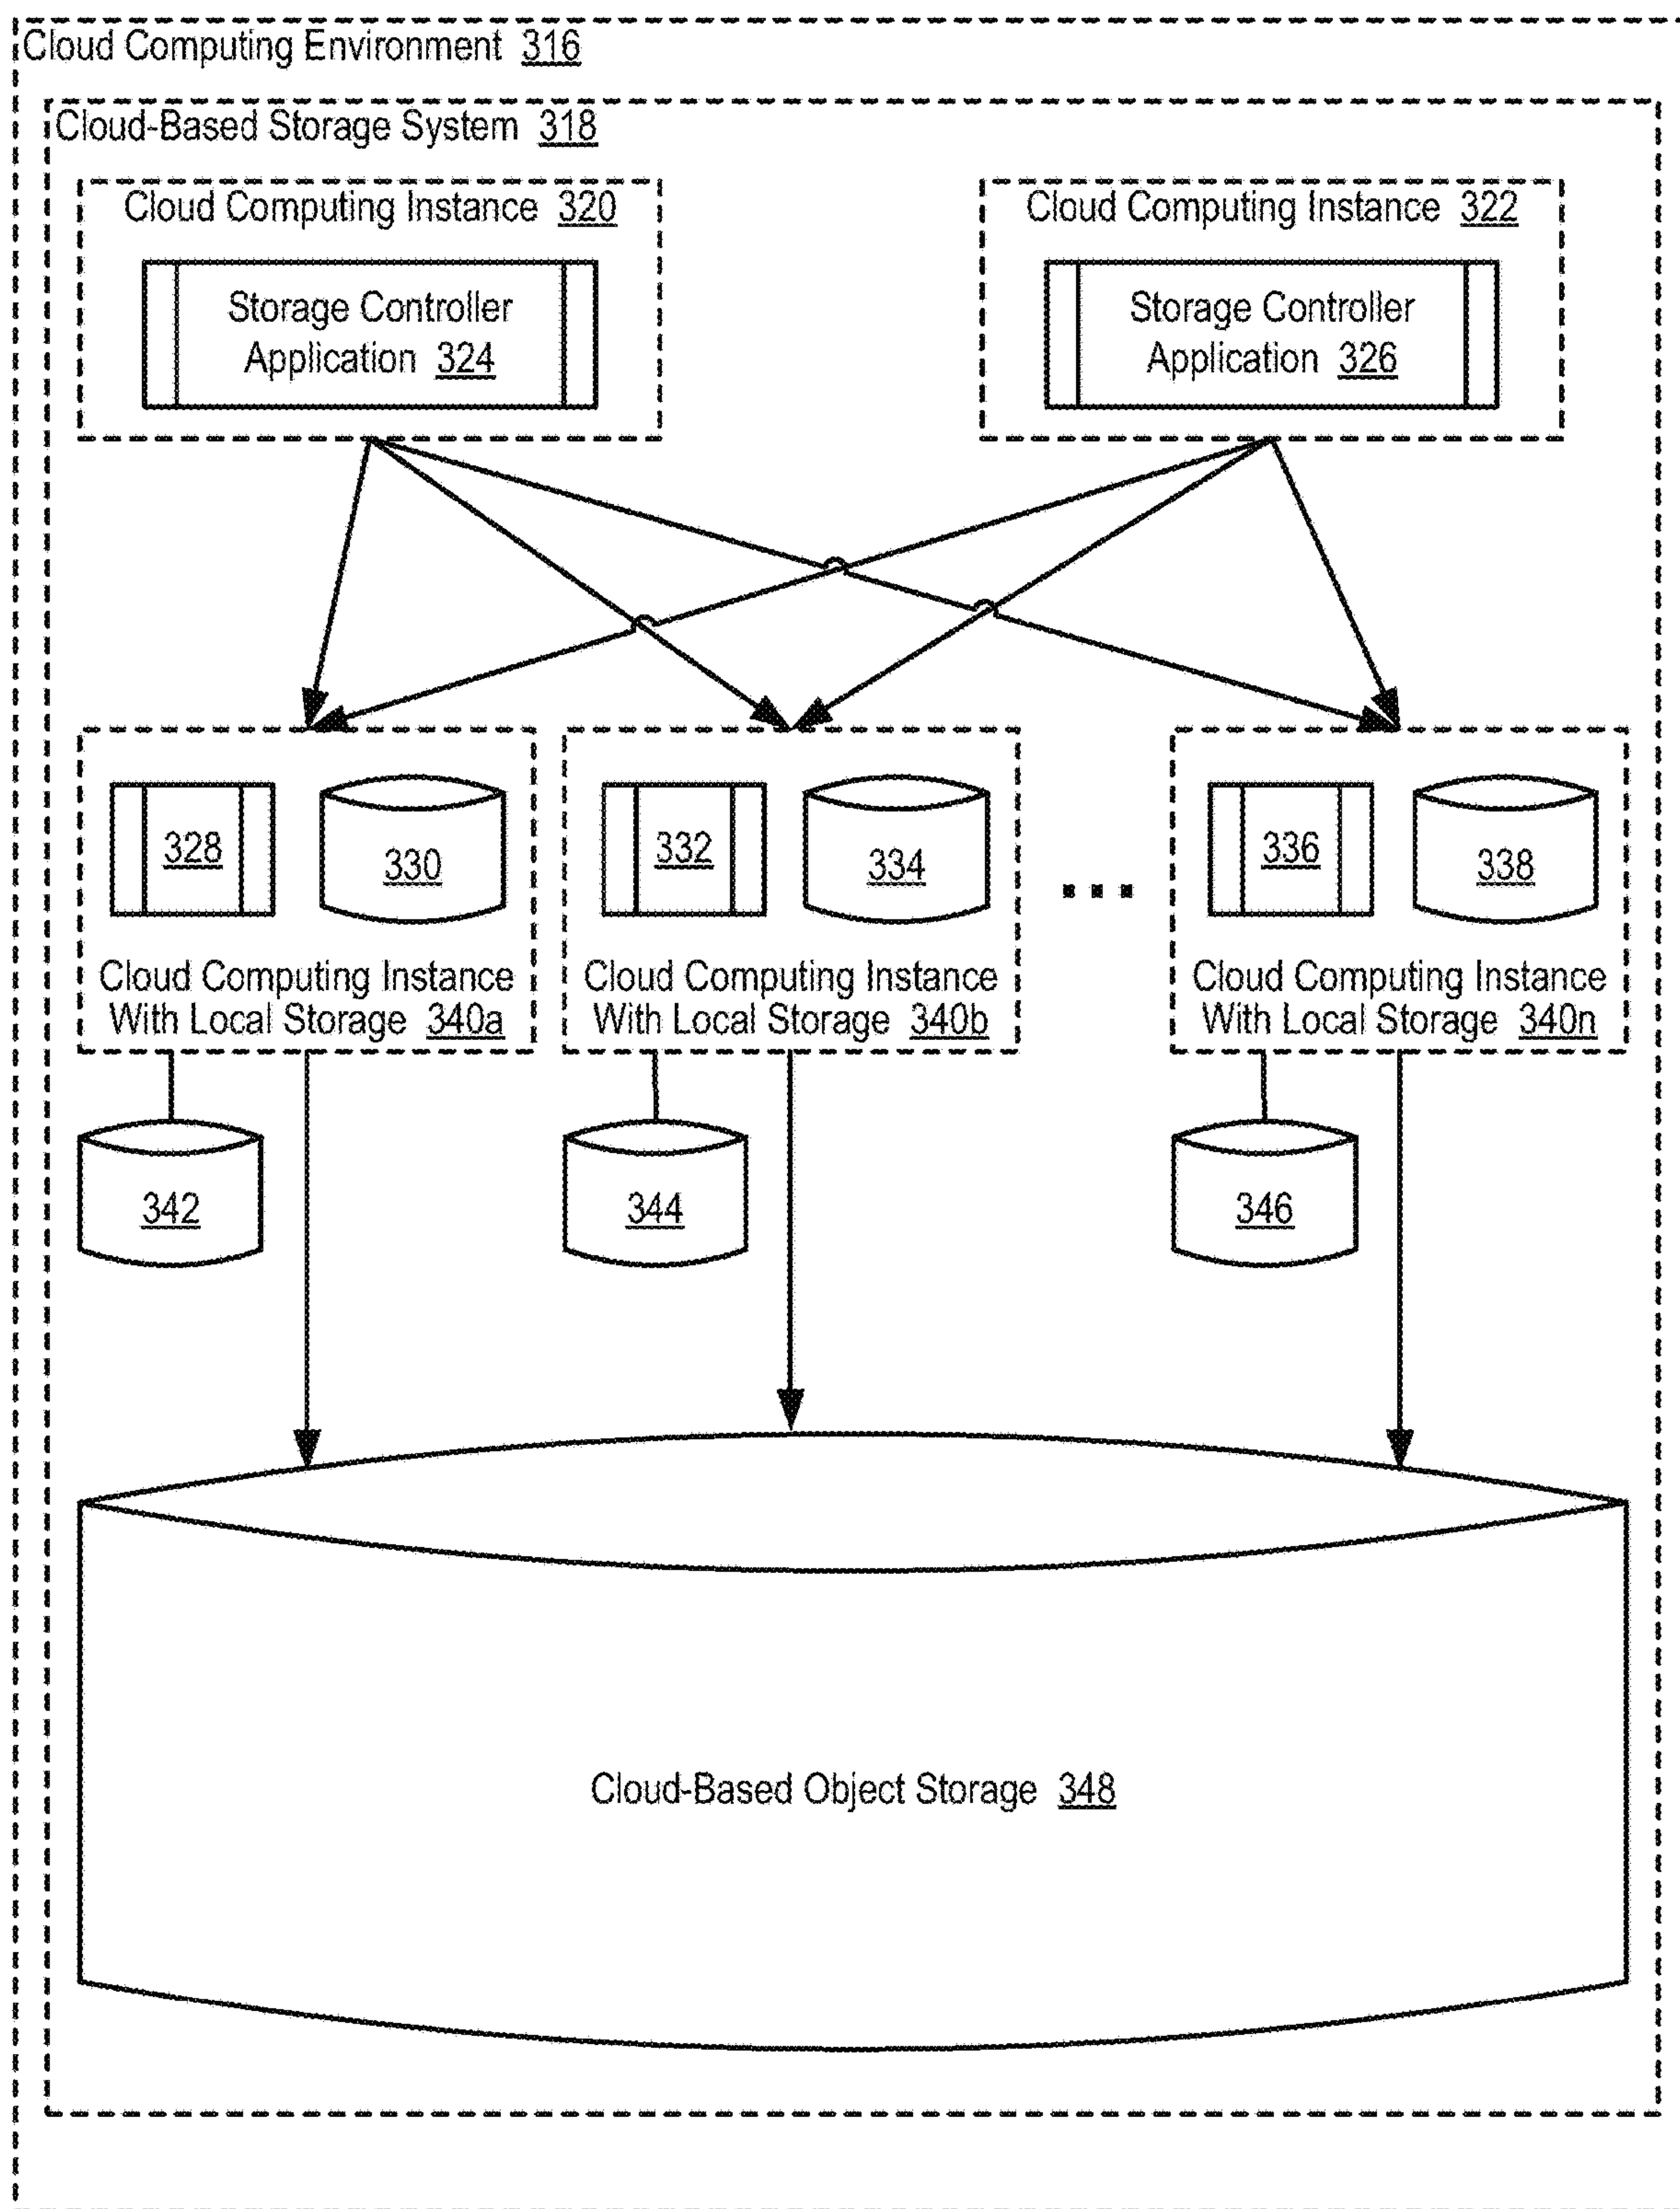 Cloud Computing Environment 316
Cloud-Based Storage System 318
Cloud Computing Instance 320
Storage Controller
Application 324
Cloud Computing Instance 322
Storage Controller
Application 326
328
330
Cloud Computing Instance
With Local Storage 340a
332
334
Cloud Computing Instance
With Local Storage 340b
...
336
338
Cloud Computing Instance
With Local Storage 340n
342
344
346
Cloud-Based Object Storage 348